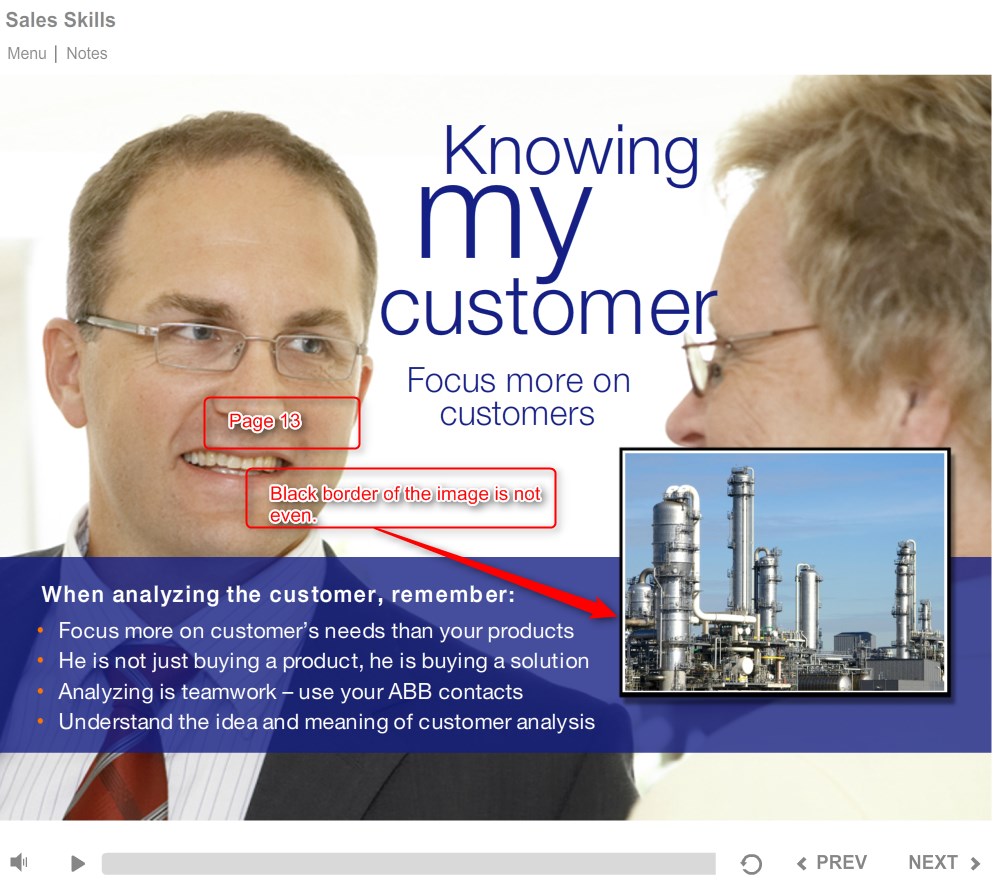 Sales Skills
Menu | Notes
Knowing
my
customer
Focus more on
customers
Page 13
Black border of the image is not
even.
When analyzing the customer, remember:
• Focus more on customer’s needs than your products
• He is not just buying a product, he is buying a solution
• Analyzing is teamwork – use your ABB contacts
• Understand the idea and meaning of customer analysis
PREV NEXT